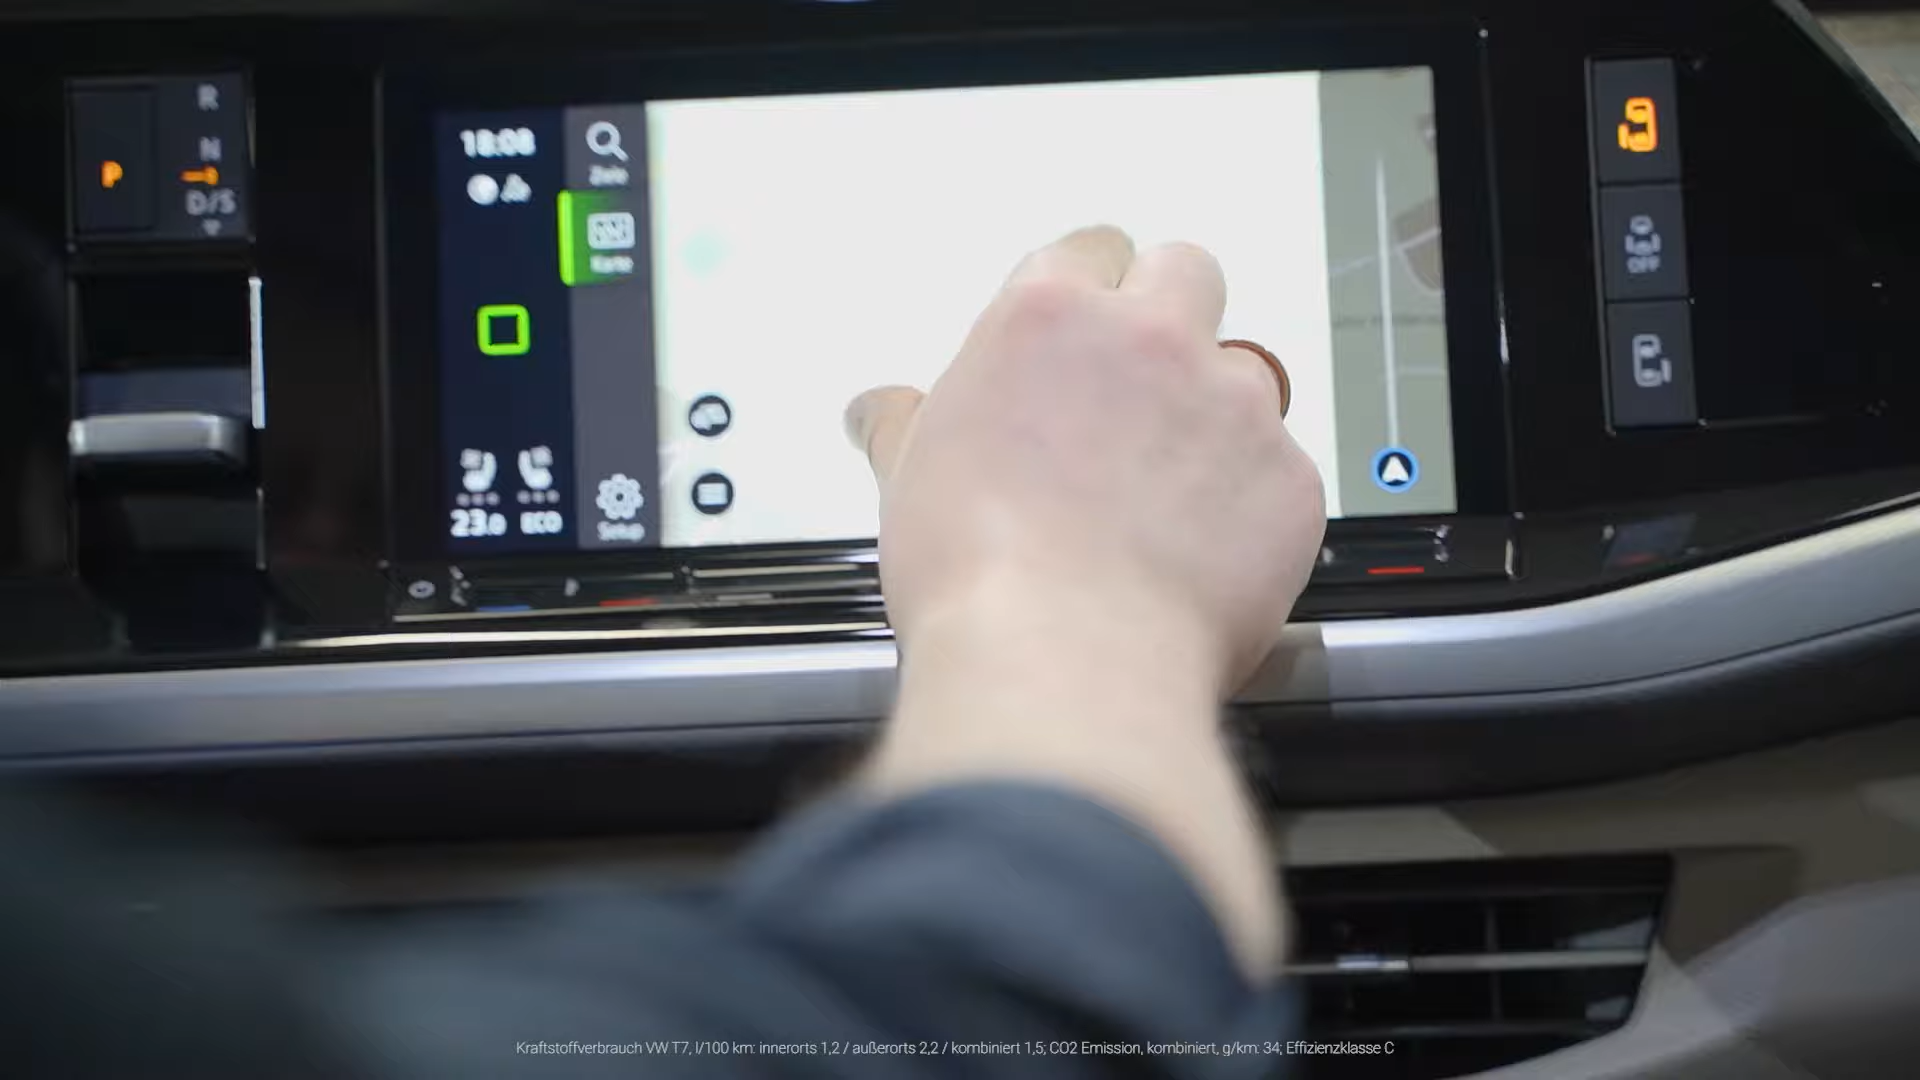 R
N
P
D/S
18:08
Ziele
Karte
Setup
23.0 ECO
OFF
Kraftstoffverbrauch VW T7, l/100 km: innerorts 1,2 / außerorts 2,2 / kombiniert 1,5; CO2 Emission, kombiniert, g/km: 34; Effizienzklasse C